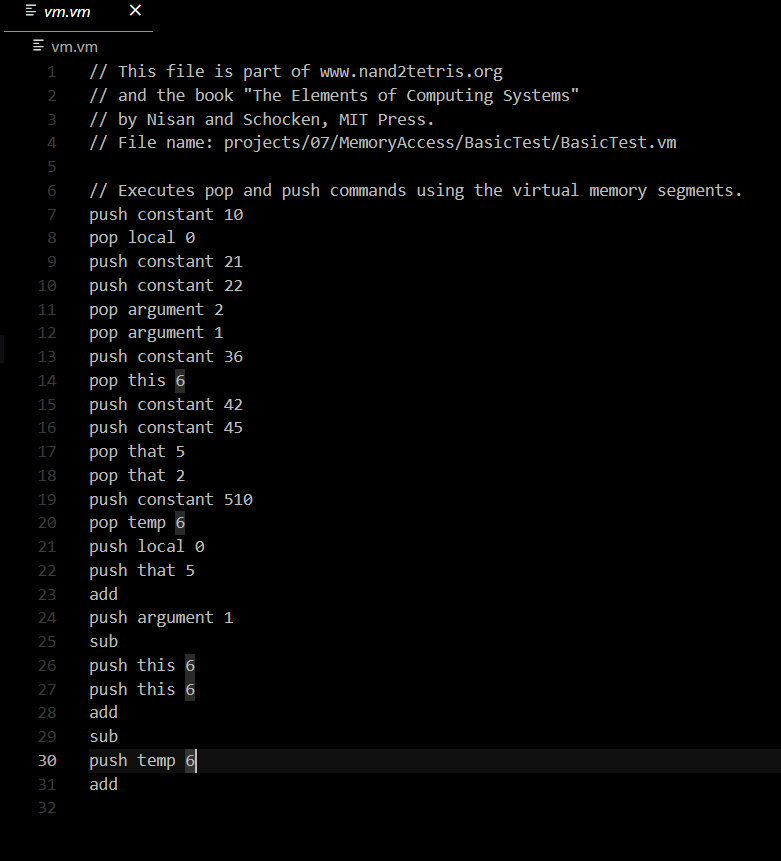 vm.vm ×
vm.vm
1 // This file is part of www.nand2tetris.org
2 // and the book "The Elements of Computing Systems"
3 // by Nisan and Schocken, MIT Press.
4 // File name: projects/07/MemoryAccess/BasicTest/BasicTest.vm
5
6 // Executes pop and push commands using the virtual memory segments.
7 push constant 10
8 pop local 0
9 push constant 21
10 push constant 22
11 pop argument 2
12 pop argument 1
13 push constant 36
14 pop this 6
15 push constant 42
16 push constant 45
17 pop that 5
18 pop that 2
19 push constant 510
20 pop temp 6
21 push local 0
22 push that 5
23 add
24 push argument 1
25 sub
26 push this 6
27 push this 6
28 add
29 sub
30 push temp 6
31 add
32